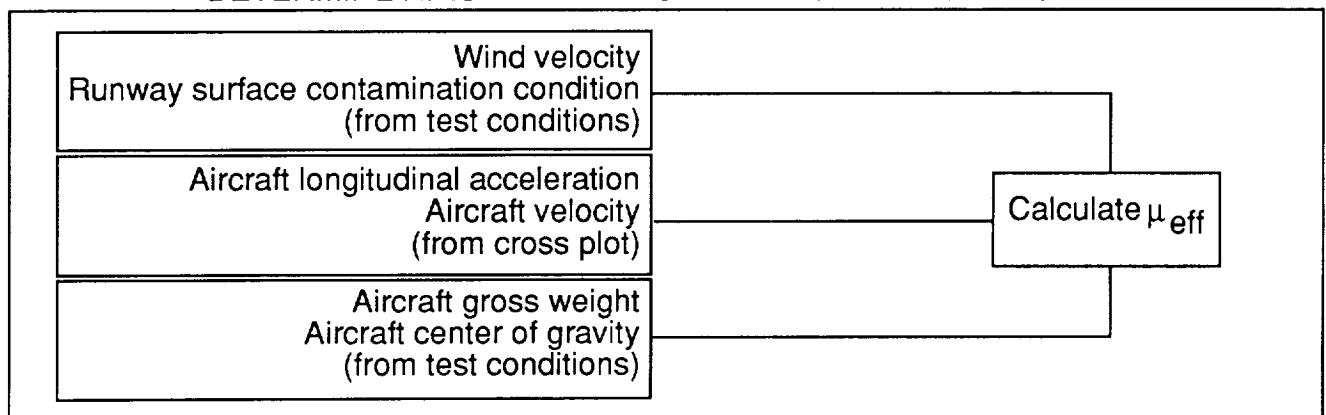 Wind velocity
Runway surface contamination condition
(from test conditions)
Aircraft longitudinal acceleration
Aircraft velocity
(from cross plot)
Aircraft gross weight
Aircraft center of gravity
(from test conditions)
Calculate μeff